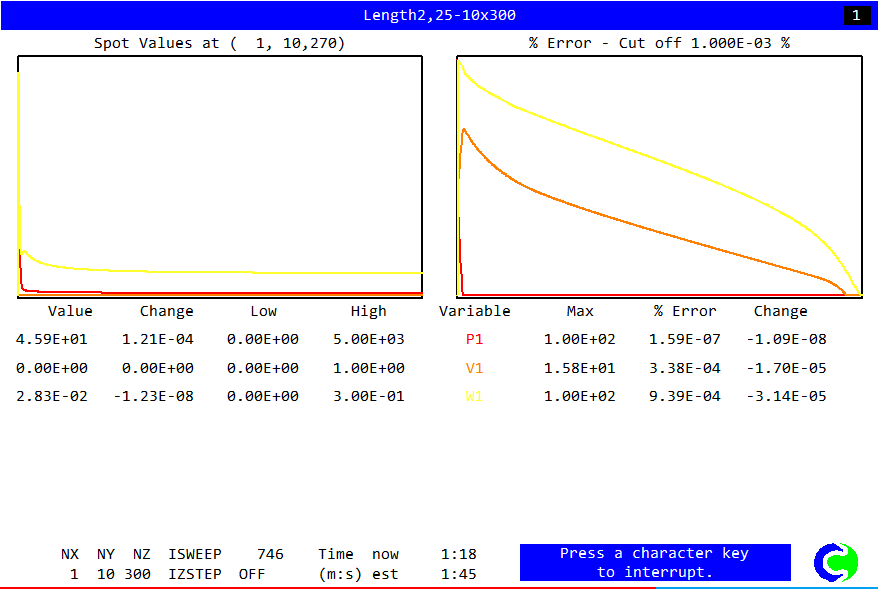 Length2,25-10x300 1
Spot Values at ( 1, 10,270) % Error - Cut off 1.000E-03 %
Value Change Low High Variable Max % Error Change
4.59E+01 1.21E-04 0.00E+00 5.00E+03 P1 1.00E+02 1.59E-07 -1.09E-08
0.00E+00 0.00E+00 0.00E+00 1.00E+00 V1 1.58E+01 3.38E-04 -1.70E-05
2.83E-02 -1.23E-08 0.00E+00 3.00E-01 W1 1.00E+02 9.39E-04 -3.14E-05
NX NY NZ ISWEEP 746 Time now 1:18 Press a character key
1 10 300 IZSTEP OFF (m:s) est 1:45 to interrupt.